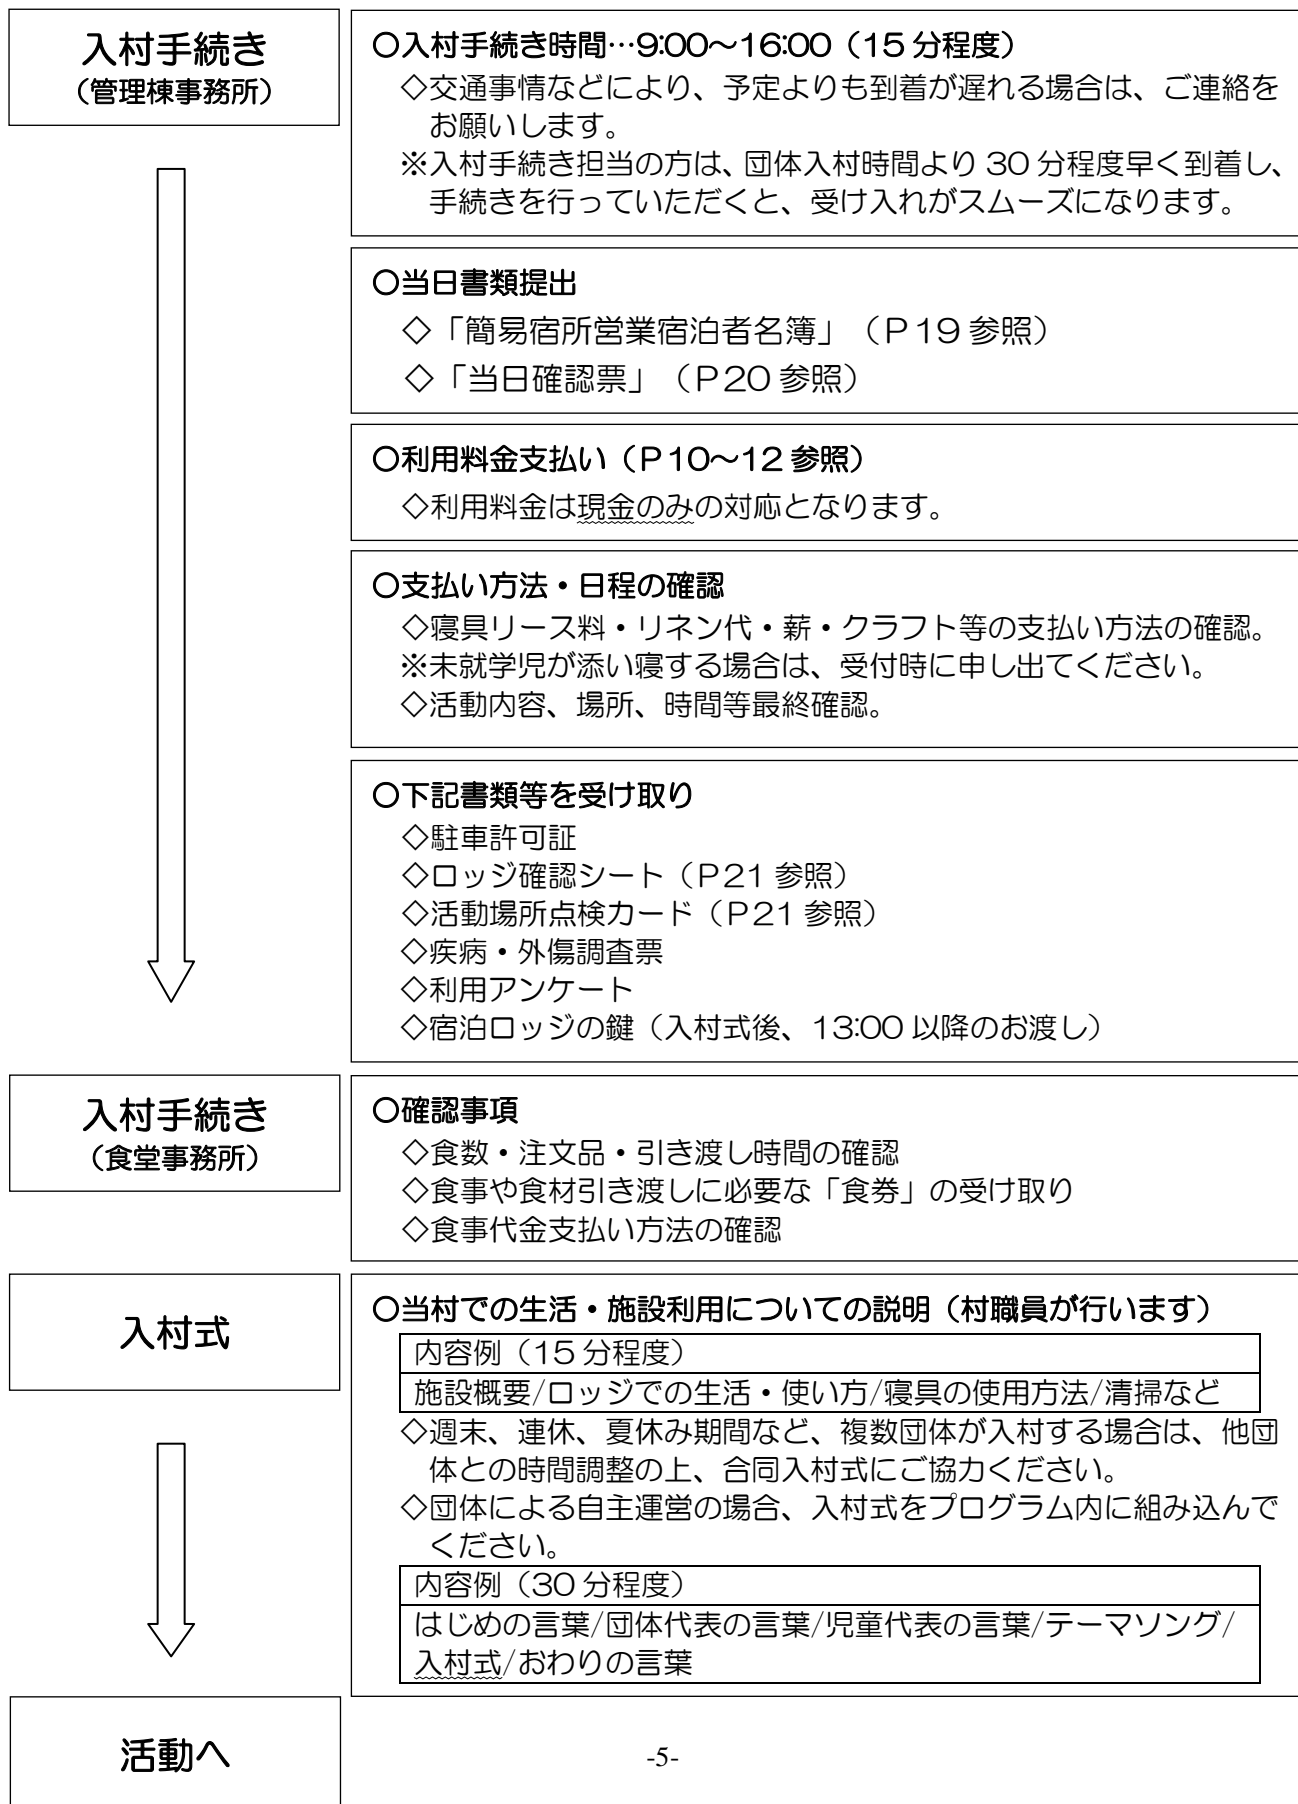 入村手続き
（管理棟事務所）
〇入村手続き時間…9:00～16:00（15分程度）
◇交通事情などにより、予定よりも到着が遅れる場合は、ご連絡を
お願いします。
※入村手続き担当の方は、団体入村時間より30分程度早く到着し、
手続きを行っていただくと、受け入れがスムーズになります。
〇当日書類提出
◇「簡易宿所営業宿泊者名簿」（P19参照）
◇「当日確認票」（P20参照）
〇利用料金支払い（P10～12参照）
◇利用料金は現金のみの対応となります。
〇支払い方法・日程の確認
◇寝具リース料・リネン代・薪・クラフト等の支払い方法の確認。
※未就学児が添い寝する場合は、受付時に申し出てください。
◇活動内容、場所、時間等最終確認。
〇下記書類等を受け取り
◇駐車許可証
◇ロッジ確認シート（P21参照）
◇活動場所点検カード（P21参照）
◇疾病・外傷調査票
◇利用アンケート
◇宿泊ロッジの鍵（入村式後、13:00以降のお渡し）
入村手続き
（食堂事務所）
〇確認事項
◇食数・注文品・引き渡し時間の確認
◇食事や食材引き渡しに必要な「食券」の受け取り
◇食事代金支払い方法の確認
入村式
〇当村での生活・施設利用についての説明（村職員が行います）
内容例（15分程度）
施設概要/ロッジでの生活・使い方/寝具の使用方法/清掃など
◇週末、連休、夏休み期間など、複数団体が入村する場合は、他団
体との時間調整の上、合同入村式にご協力ください。
◇団体による自主運営の場合、入村式をプログラム内に組み込んで
ください。
内容例（30分程度）
はじめの言葉/団体代表の言葉/児童代表の言葉/テーマソング/
入村式/おわりの言葉
活動へ
-5-